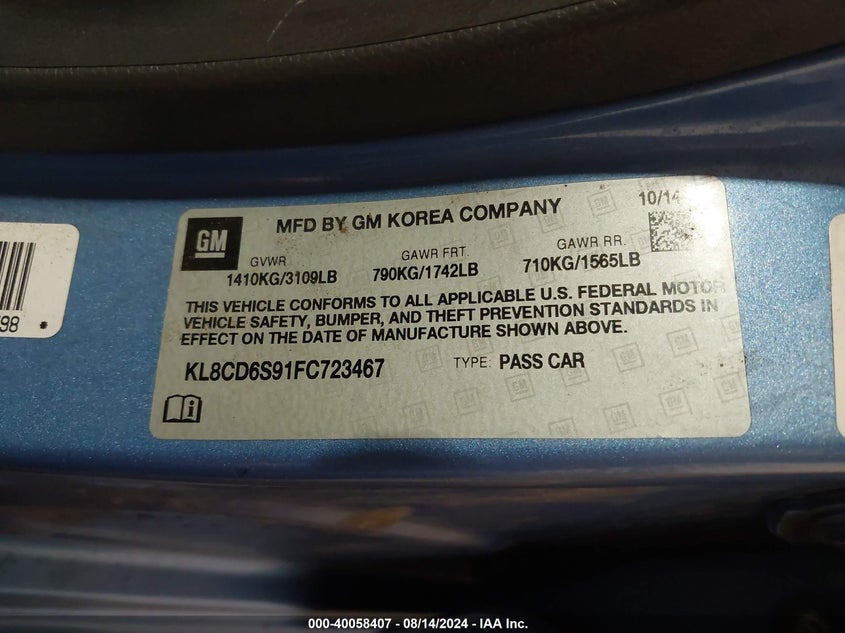 MFD BY GM KOREA COMPANY
10/14
GM
GVWR
GAWR FRT.
GAWR RR.
1410KG/3109LB
790KG/1742LB
710KG/1565LB
THIS VEHICLE CONFORMS TO ALL APPLICABLE U.S. FEDERAL MOTOR
VEHICLE SAFETY, BUMPER, AND THEFT PREVENTION STANDARDS IN
EFFECT ON THE DATE OF MANUFACTURE SHOWN ABOVE.
KL8CD6S91FC723467
TYPE: PASS CAR
98
000-40058407 - 08/14/2024 - IAA Inc.